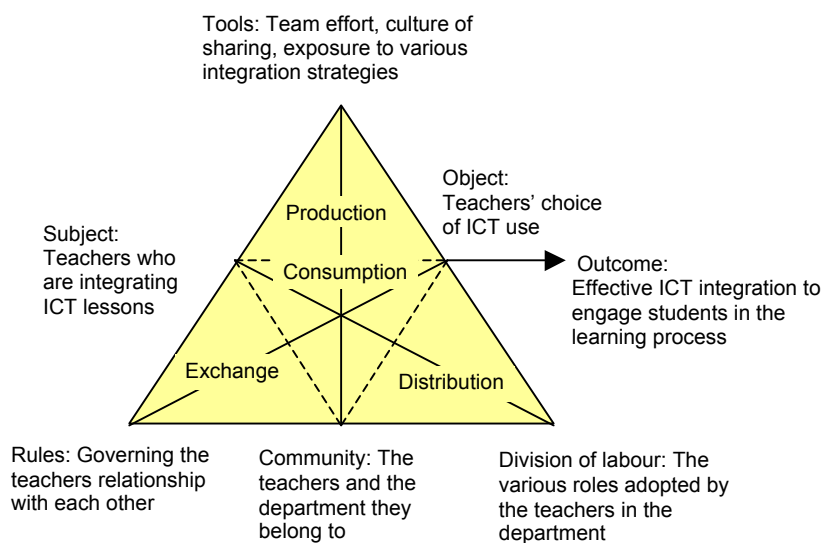 Tools: Team effort, culture of
sharing, exposure to various
integration strategies
Object:
Teachers' choice
of ICT use
Production
Subject:
Teachers who
are integrating
ICT lessons
Consumption
Outcome:
Effective ICT integration to
engage students in the
learning process
Exchange
Distribution
Rules: Governing the
teachers relationship
with each other
Community: The
teachers and the
department they
belong to
Division of labour: The
various roles adopted by
the teachers in the
department